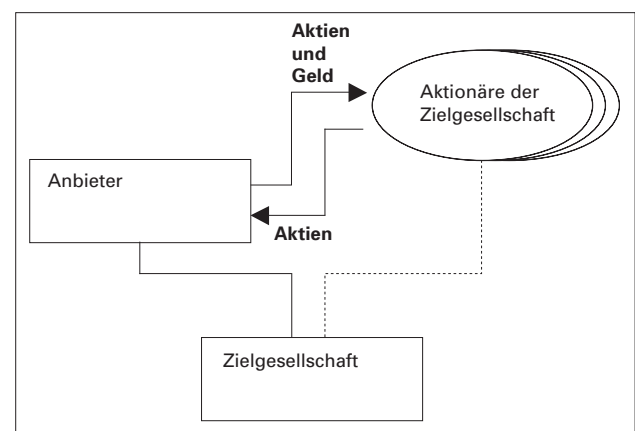 Aktien
und
Geld
Aktionäre der
Zielgesellschaft
Anbieter
Aktien
Zielgesellschaft